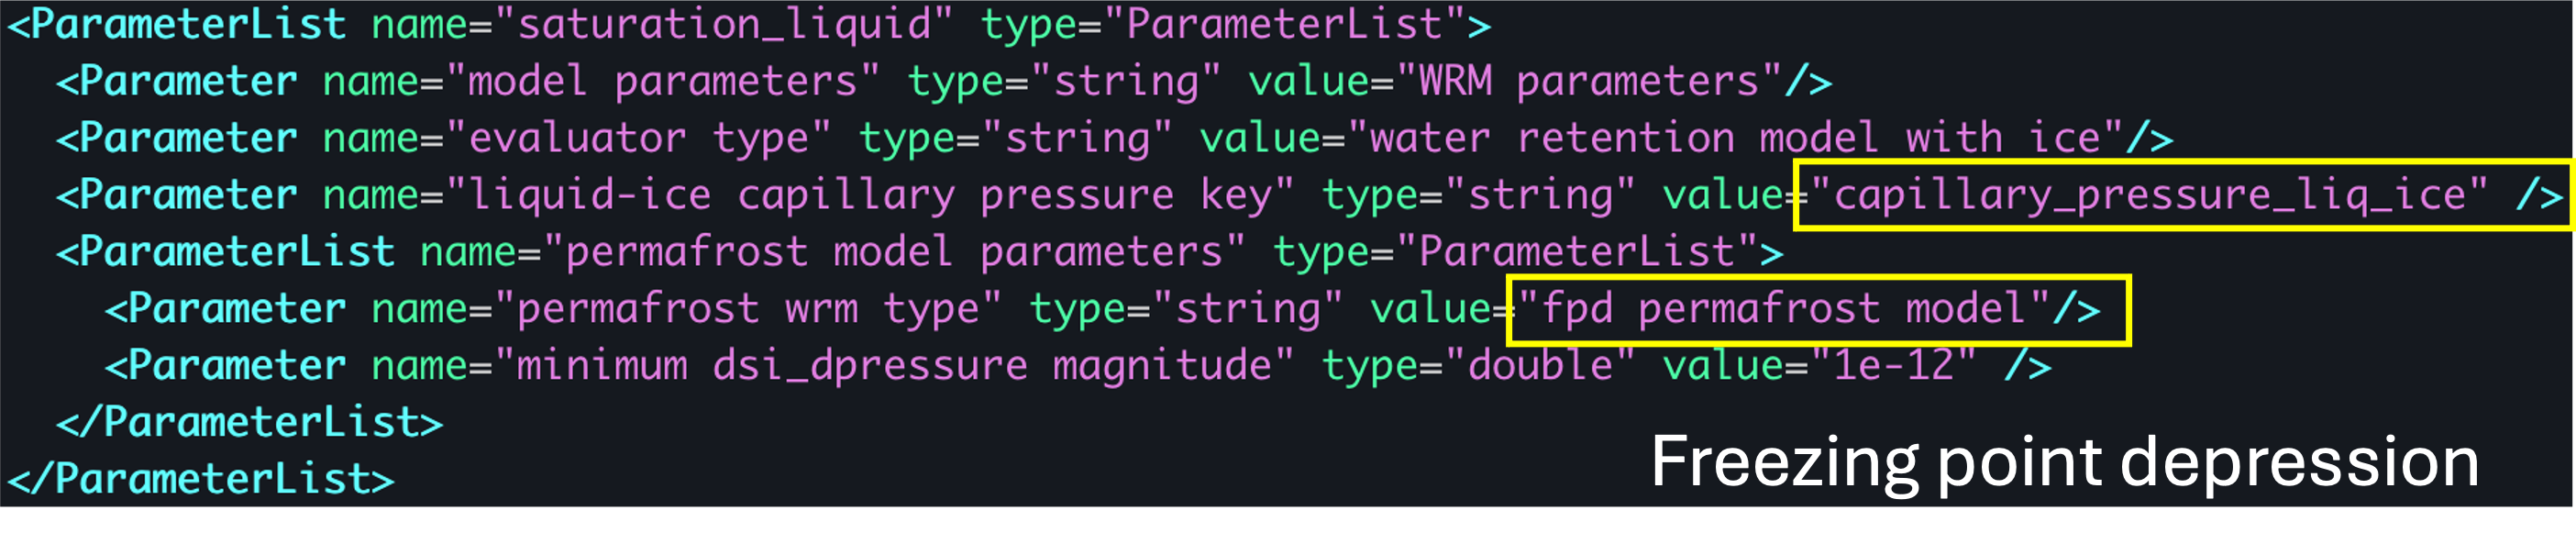 <ParameterList name="saturation_liquid" type="ParameterList">
  <Parameter name="model parameters" type="string" value="WRM parameters"/>
  <Parameter name="evaluator type" type="string" value="water retention model with ice"/>
  <Parameter name="liquid-ice capillary pressure key" type="string" value="capillary_pressure_liq_ice" />
  <ParameterList name="permafrost model parameters" type="ParameterList">
    <Parameter name="permafrost wrm type" type="string" value="fpd permafrost model"/>
    <Parameter name="minimum dsi_dpressure magnitude" type="double" value="1e-12" />
  </ParameterList>
</ParameterList>
Freezing point depression